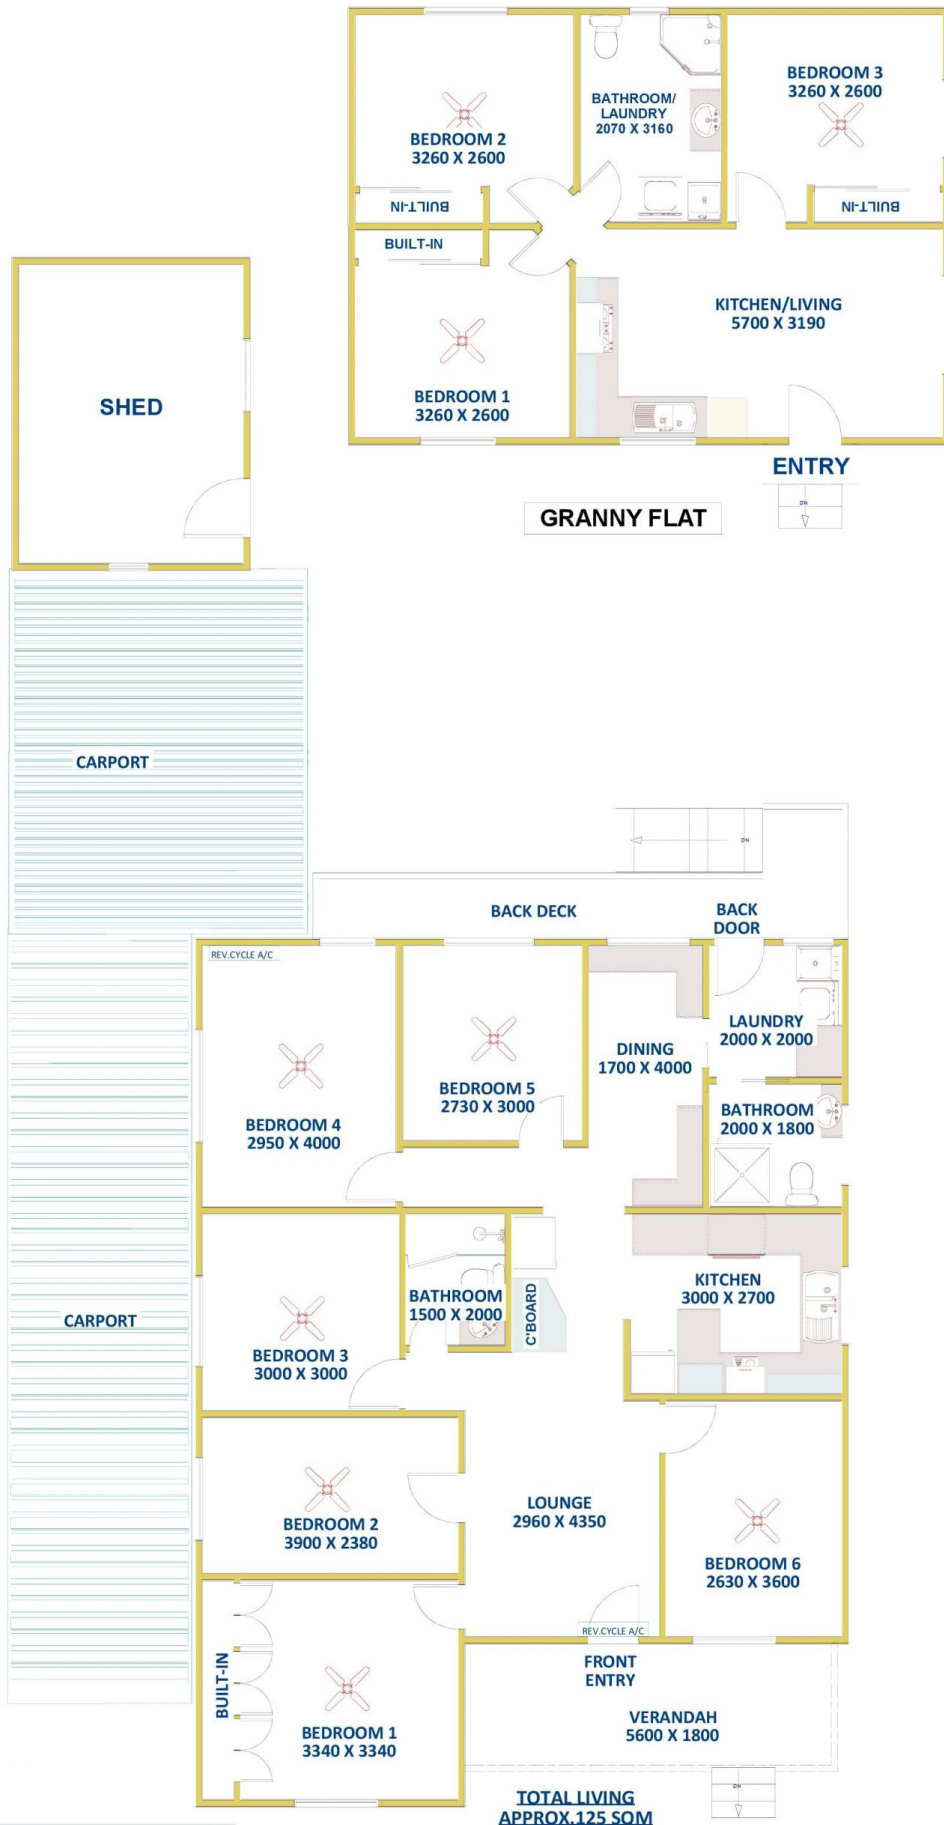 BEDROOM 2
3260 X 2600
BUILT-IN
BATHROOM/
LAUNDRY
2070 X 3160
BEDROOM 3
3260 X 2600
BUILT-IN
BUILT-IN
BEDROOM 1
3260 X 2600
KITCHEN/LIVING
5700 X 3190
ENTRY
DN
GRANNY FLAT
SHED
CARPORT
DN
BACK DECK
BACK
DOOR
REV.CYCLE A/C
BEDROOM 4
2950 X 4000
BEDROOM 5
2730 X 3000
DINING
1700 X 4000
LAUNDRY
2000 X 2000
BATHROOM
2000 X 1800
CARPORT
BEDROOM 3
3000 X 3000
BATHROOM
1500 X 2000
C'BOARD
KITCHEN
3000 X 2700
BEDROOM 2
3900 X 2380
LOUNGE
2960 X 4350
BEDROOM 6
2630 X 3600
REV.CYCLE A/C
FRONT
ENTRY
BUILT-IN
BEDROOM 1
3340 X 3340
VERANDAH
5600 X 1800
DN
TOTAL LIVING
APPROX.125 SQM